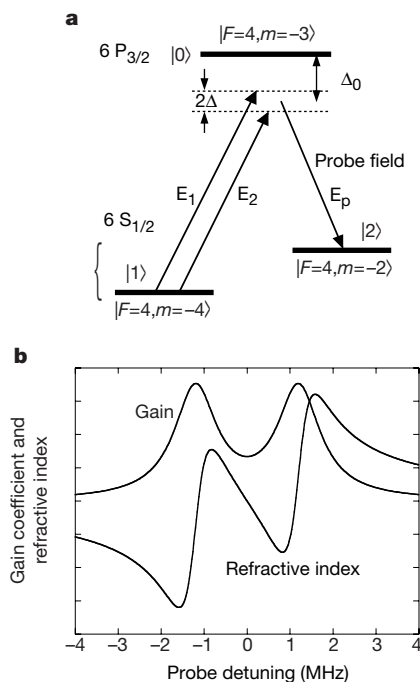 a
|F=4,m=−3⟩
6 P3/2
|0⟩
Δ0
2Δ
Probe field
E1
E2
Ep
6 S1/2
|1⟩
|2⟩
|F=4,m=−4⟩
|F=4,m=−2⟩
b
Gain
Refractive index
Gain coefficient and
refractive index
−4 −3 −2 −1 0 1 2 3 4
Probe detuning (MHz)